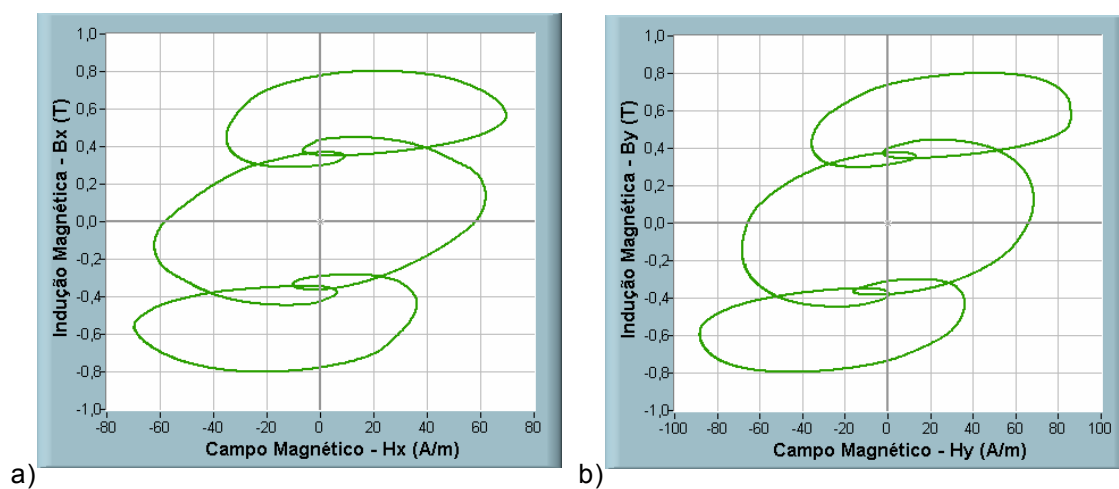 a)
Indução Magnética - Bx (T)
1,0
0,8
0,6
0,4
0,2
0,0
-0,2
-0,4
-0,6
-0,8
-1,0
-80 -60 -40 -20 0 20 40 60 80
Campo Magnético - Hx (A/m)
b)
Indução Magnética - By (T)
1,0
0,8
0,6
0,4
0,2
0,0
-0,2
-0,4
-0,6
-0,8
-1,0
-100 -80 -60 -40 -20 0 20 40 60 80 100
Campo Magnético - Hy (A/m)